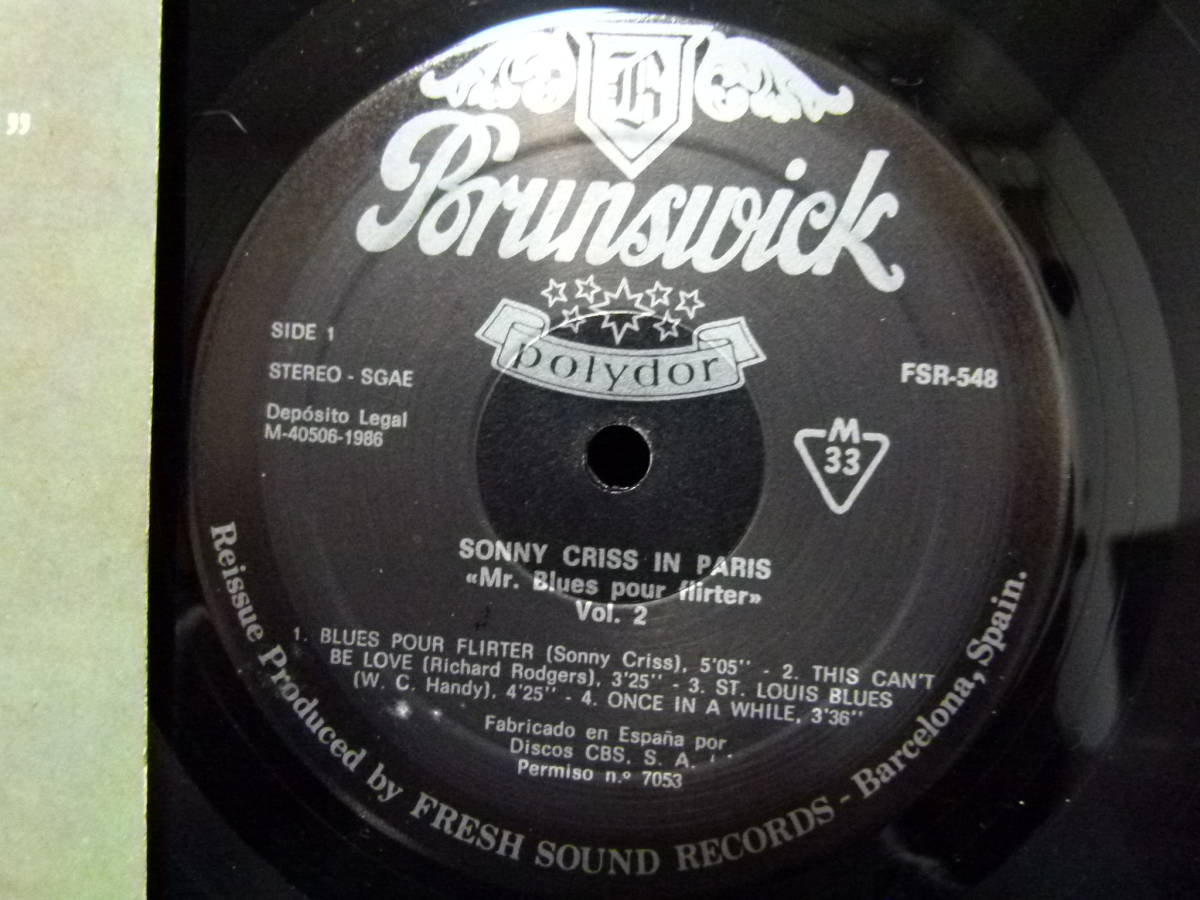 ”
B
Brunswick
polydor
SIDE 1
STEREO - SGAE
Depósito Legal
M-40506-1986
FSR-548
M
33
SONNY CRISS IN PARIS
«Mr. Blues pour flirter»
Vol. 2
1. BLUES POUR FLIRTER (Sonny Criss), 5'05'' - 2. THIS CAN'T
BE LOVE (Richard Rodgers), 3'25'' - 3. ST. LOUIS BLUES
(W. C. Handy), 4'25'' - 4. ONCE IN A WHILE, 3'36''
Fabricado en España por
Discos CBS. S. A.
Permiso n.º 7053
Reissue Produced by FRESH SOUND RECORDS - Barcelona, Spain.